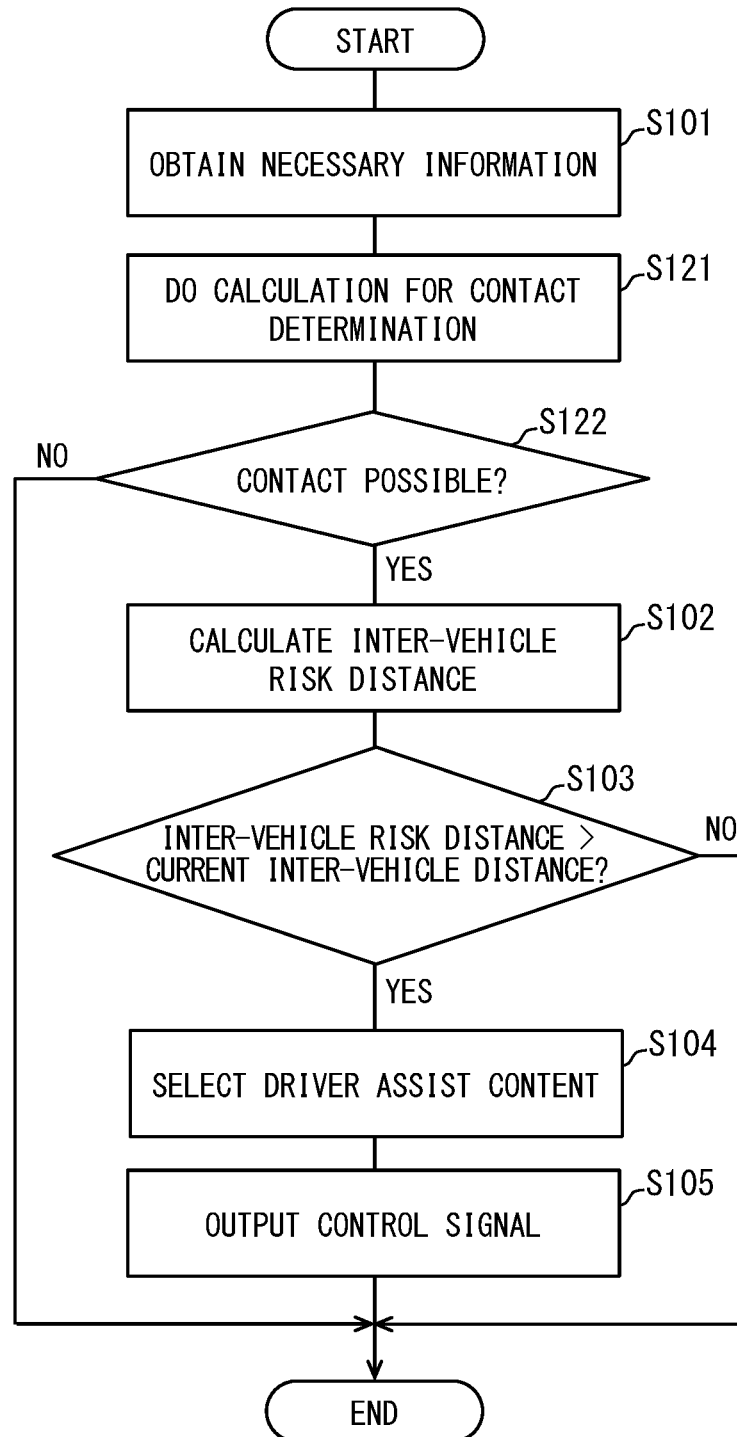 START
S101
OBTAIN NECESSARY INFORMATION
S121
DO CALCULATION FOR CONTACT
DETERMINATION
S122
NO
CONTACT POSSIBLE?
YES
S102
CALCULATE INTER-VEHICLE
RISK DISTANCE
S103
NO
INTER-VEHICLE RISK DISTANCE >
CURRENT INTER-VEHICLE DISTANCE?
YES
S104
SELECT DRIVER ASSIST CONTENT
S105
OUTPUT CONTROL SIGNAL
END